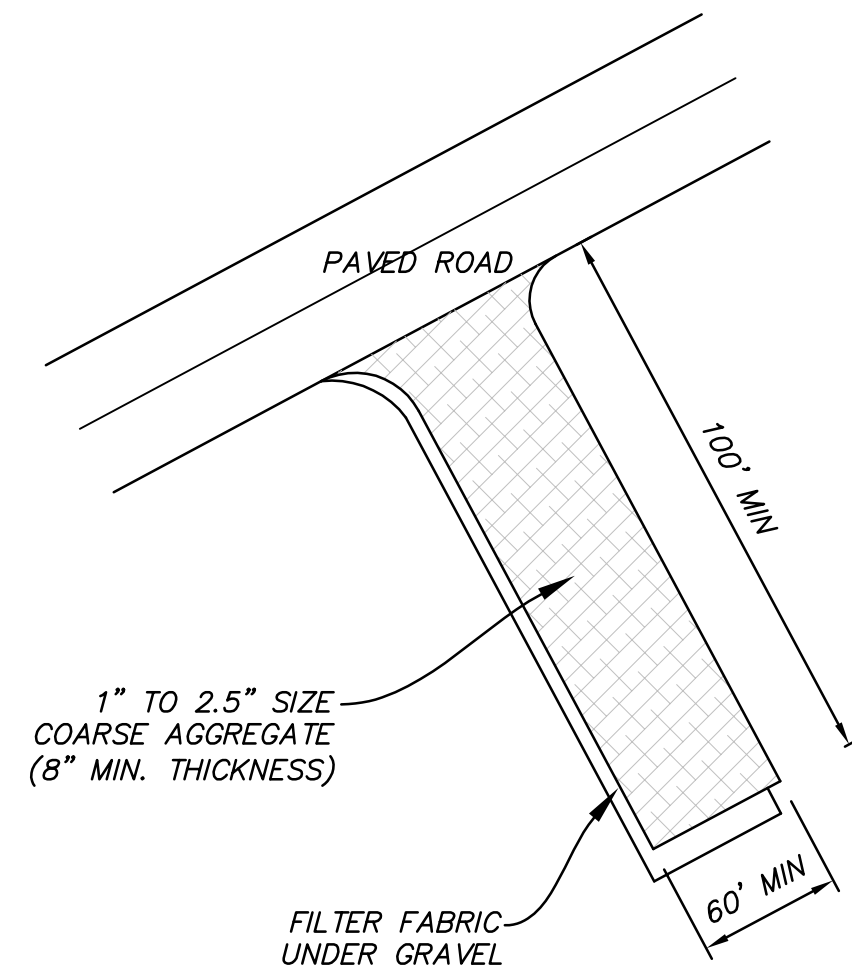 PAVED ROAD
100' MIN
1" TO 2.5" SIZE
COARSE AGGREGATE
(8" MIN. THICKNESS)
60' MIN
FILTER FABRIC
UNDER GRAVEL